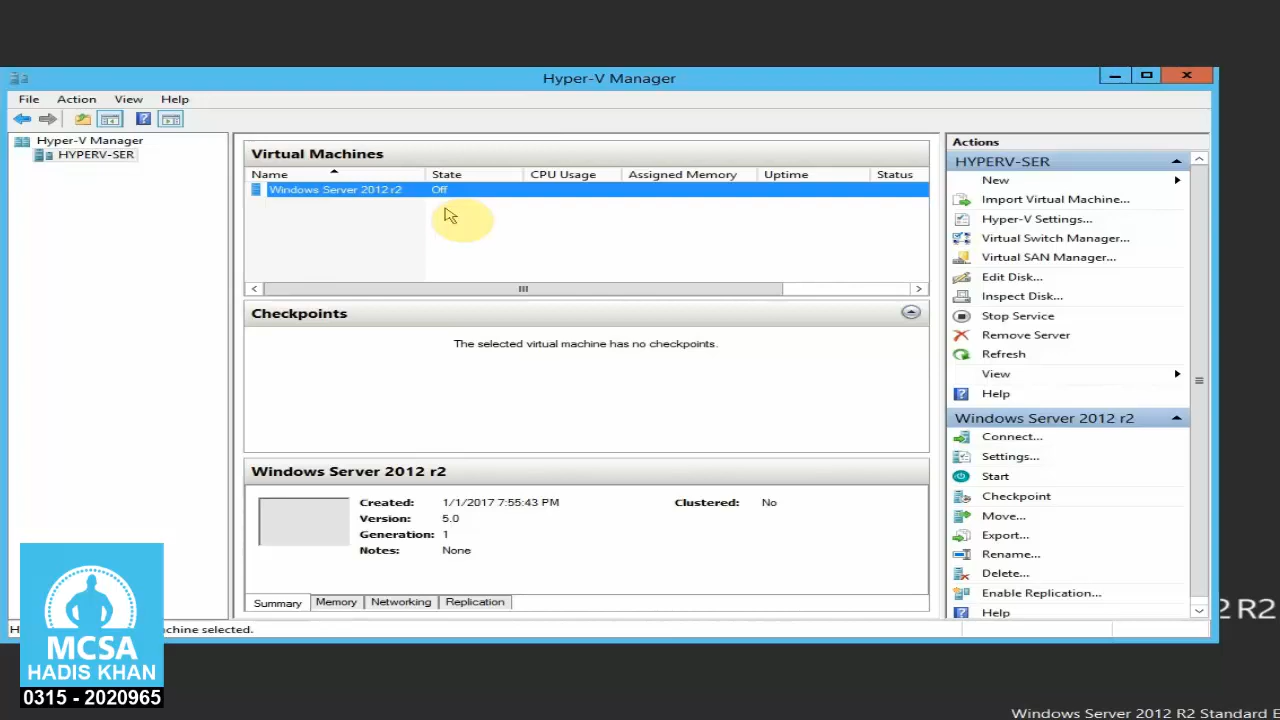 Hyper-V Manager
File Action View Help
Hyper-V Manager
HYPERV-SER
Virtual Machines
Name State CPU Usage Assigned Memory Uptime Status
Windows Server 2012 r2 Off
Checkpoints
The selected virtual machine has no checkpoints.
Windows Server 2012 r2
Created: 1/1/2017 7:55:43 PM Clustered: No
Version: 5.0
Generation: 1
Notes: None
Summary Memory Networking Replication
Actions
HYPERV-SER
New
Import Virtual Machine...
Hyper-V Settings...
Virtual Switch Manager...
Virtual SAN Manager...
Edit Disk...
Inspect Disk...
Stop Service
Remove Server
Refresh
View
Help
Windows Server 2012 r2
Connect...
Settings...
Start
Checkpoint
Move...
Export...
Rename...
Delete...
Enable Replication...
Help
selected.
MCSA
HADIS KHAN
0315 - 2020965
2 R2
Windows Server 2012 R2 Standard